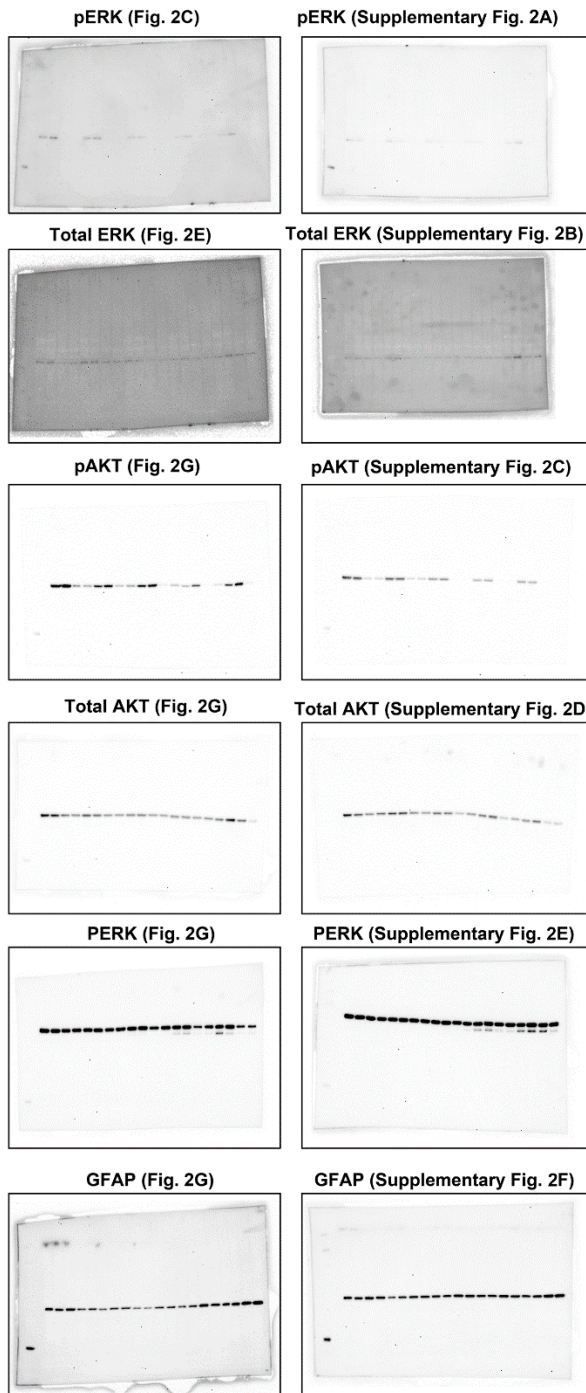 pERK (Fig. 2C)
pERK (Supplementary Fig. 2A)
Total ERK (Fig. 2E)
Total ERK (Supplementary Fig. 2B)
pAKT (Fig. 2G)
pAKT (Supplementary Fig. 2C)
Total AKT (Fig. 2G)
Total AKT (Supplementary Fig. 2D
PERK (Fig. 2G)
PERK (Supplementary Fig. 2E)
GFAP (Fig. 2G)
GFAP (Supplementary Fig. 2F)